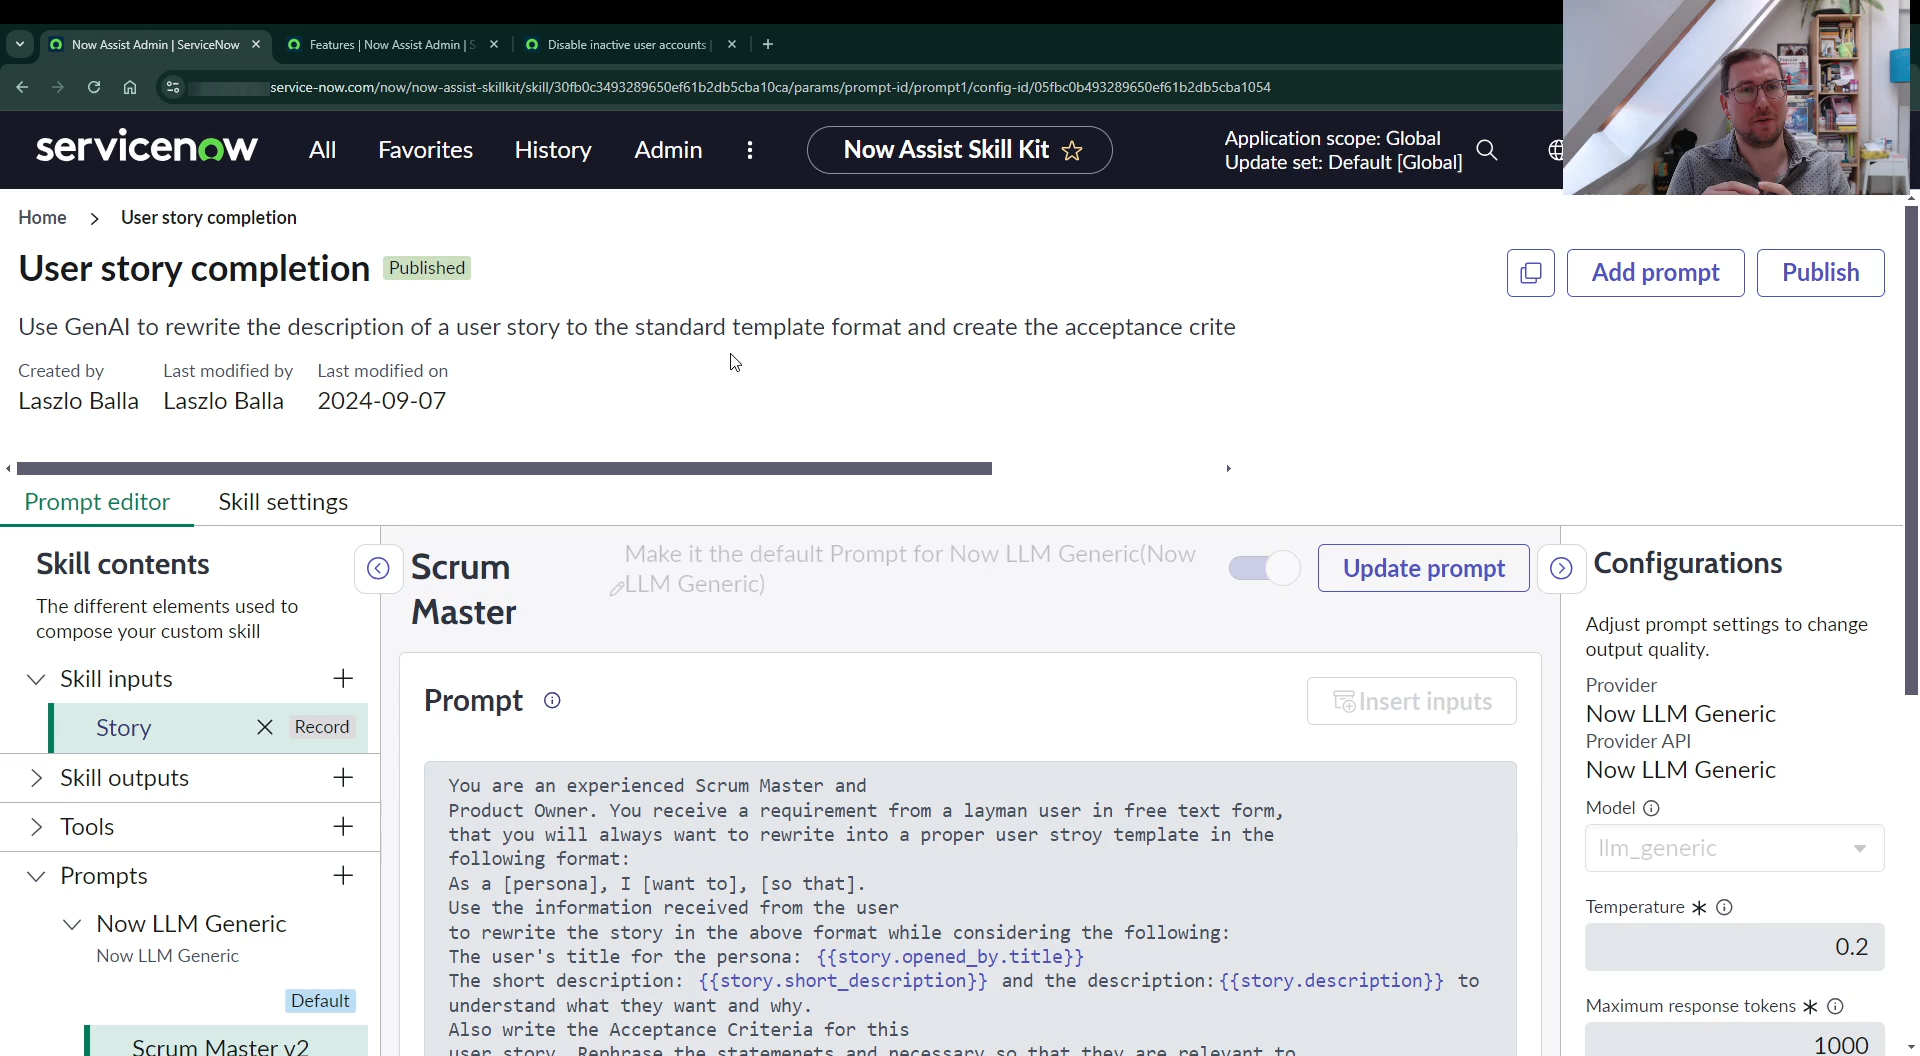 Now Assist Admin | ServiceNow
Features | Now Assist Admin | S
Disable inactive user accounts |
service-now.com/now/now-assist-skillkit/skill/30fb0c3493289650ef61b2db5cba10ca/params/prompt-id/prompt1/config-id/05fbc0b493289650ef61b2db5cba1054
servicenow
All
Favorites
History
Admin
Now Assist Skill Kit
Application scope: Global
Update set: Default [Global]
Home > User story completion
User story completion
Published
Add prompt
Publish
Use GenAI to rewrite the description of a user story to the standard template format and create the acceptance crite
Created by
Last modified by
Last modified on
Laszlo Balla
Laszlo Balla
2024-09-07
Prompt editor
Skill settings
Skill contents
The different elements used to
compose your custom skill
Skill inputs
Story
Record
Skill outputs
Tools
Prompts
Now LLM Generic
Now LLM Generic
Default
Scrum Master v2
Scrum
Master
Make it the default Prompt for Now LLM Generic(Now
LLM Generic)
Update prompt
Prompt
Insert inputs
You are an experienced Scrum Master and
Product Owner. You receive a requirement from a layman user in free text form,
that you will always want to rewrite into a proper user stroy template in the
following format:
As a [persona], I [want to], [so that].
Use the information received from the user
to rewrite the story in the above format while considering the following:
The user's title for the persona: {{story.opened_by.title}}
The short description: {{story.short_description}} and the description:{{story.description}} to
understand what they want and why.
Also write the Acceptance Criteria for this
user story. Rephrase the statemenets and necessary so that they are relevant to
Configurations
Adjust prompt settings to change
output quality.
Provider
Now LLM Generic
Provider API
Now LLM Generic
Model
llm_generic
Temperature
0.2
Maximum response tokens
1000